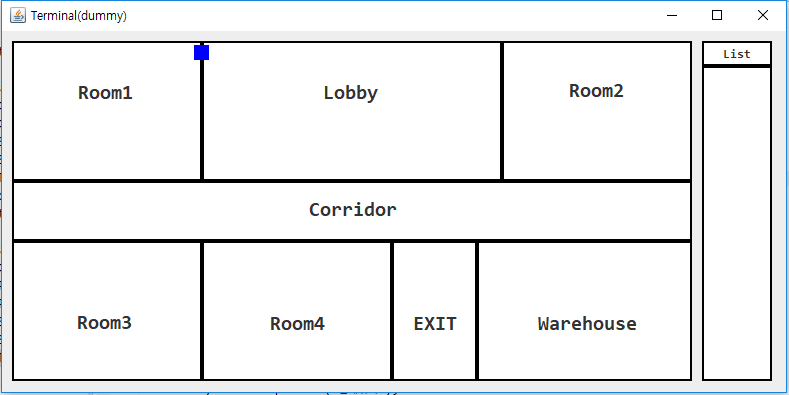 Terminal(dummy)
List
Room1
Lobby
Room2
Corridor
Room3
Room4
EXIT
Warehouse